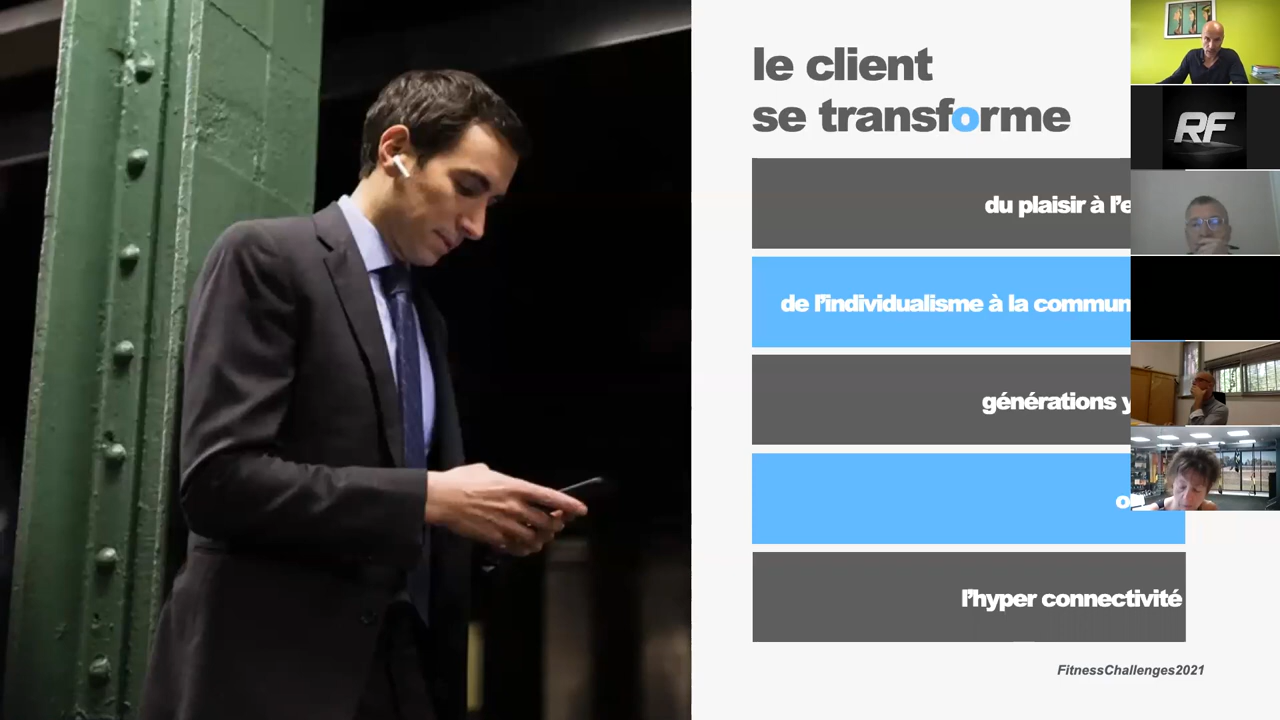 le client
se transforme
du plaisir à l'e
de l'individualisme à la commun
générations y
l'hyper connectivité
FitnessChallenges2021
RF